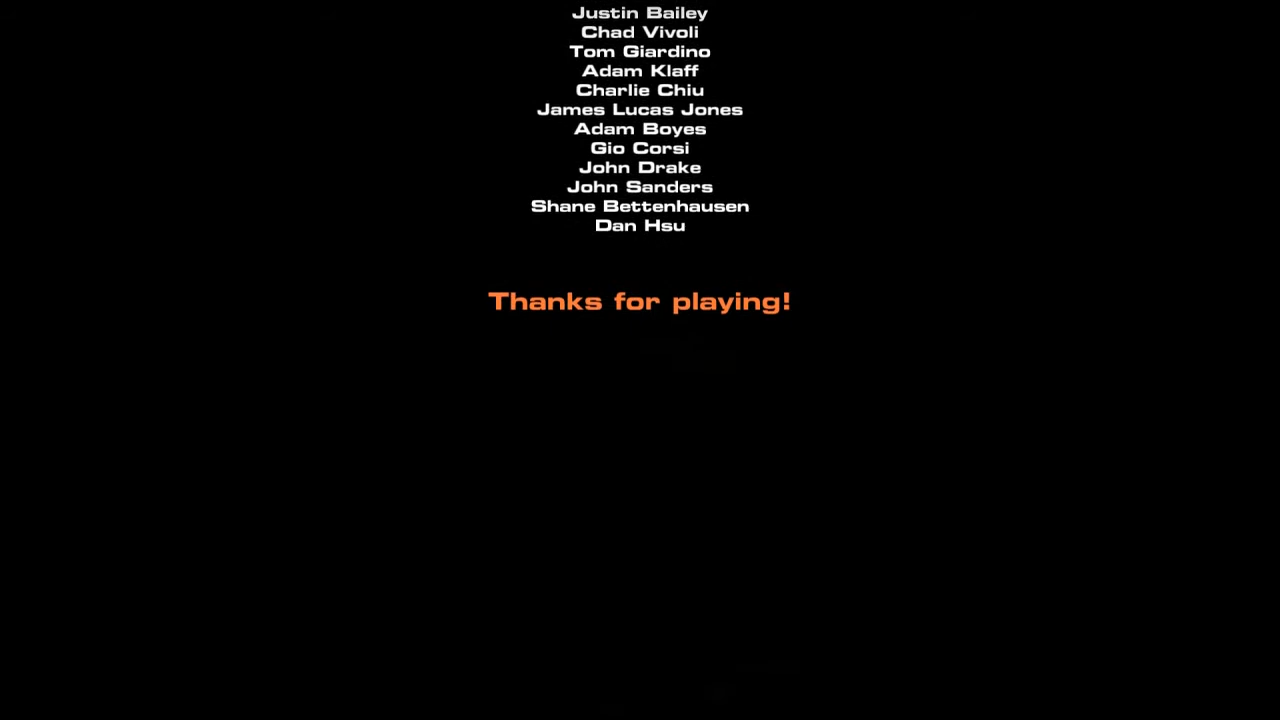 Justin Bailey
Chad Vivoli
Tom Giardino
Adam Klaff
Charlie Chiu
James Lucas Jones
Adam Boyes
Gio Corsi
John Drake
John Sanders
Shane Bettenhausen
Dan Hsu
Thanks for playing!